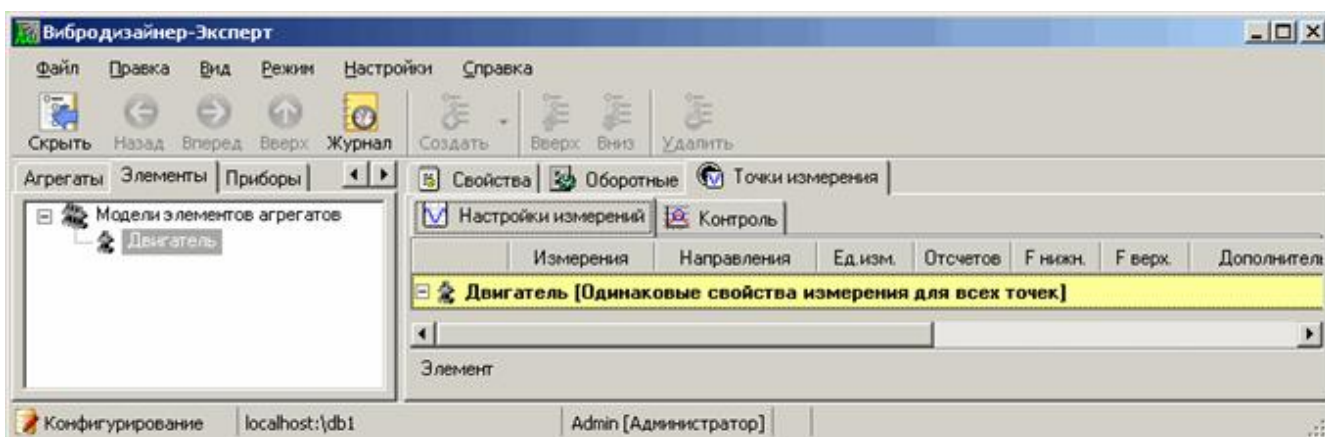 Вибродизайнер-Эксперт
Файл Правка Вид Режим Настройки Справка
Скрыть Назад Вперед Вверх Журнал Создать Вверх Вниз Удалить
Агрегаты Элементы Приборы Свойства Оборотные Точки измерения
Модели элементов агрегатов Настройки измерений Контроль
Двигатель
Измерения Направления Ед.изм. Отсчетов F нижн. F верх. Дополнител
Двигатель [Одинаковые свойства измерения для всех точек]
Элемент
Конфигурирование localhost:\db1 Admin [Администратор]